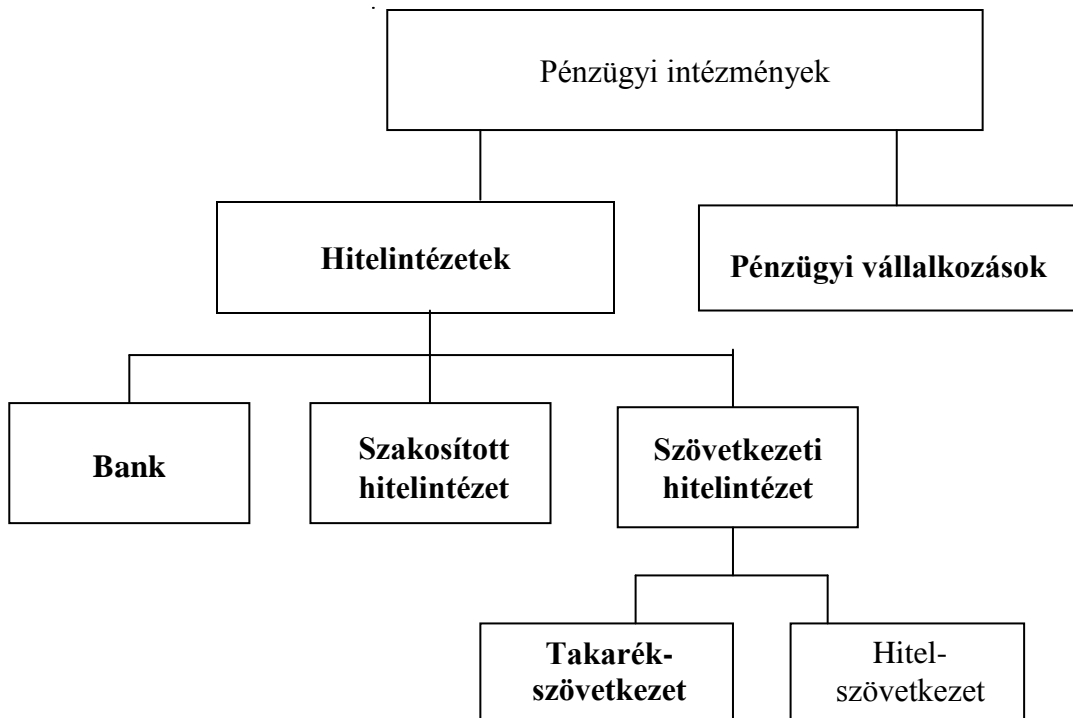 Pénzügyi intézmények
Hitelintézetek
Pénzügyi vállalkozások
Bank
Szakosított
hitelintézet
Szövetkezeti
hitelintézet
Takarék-
szövetkezet
Hitel-
szövetkezet